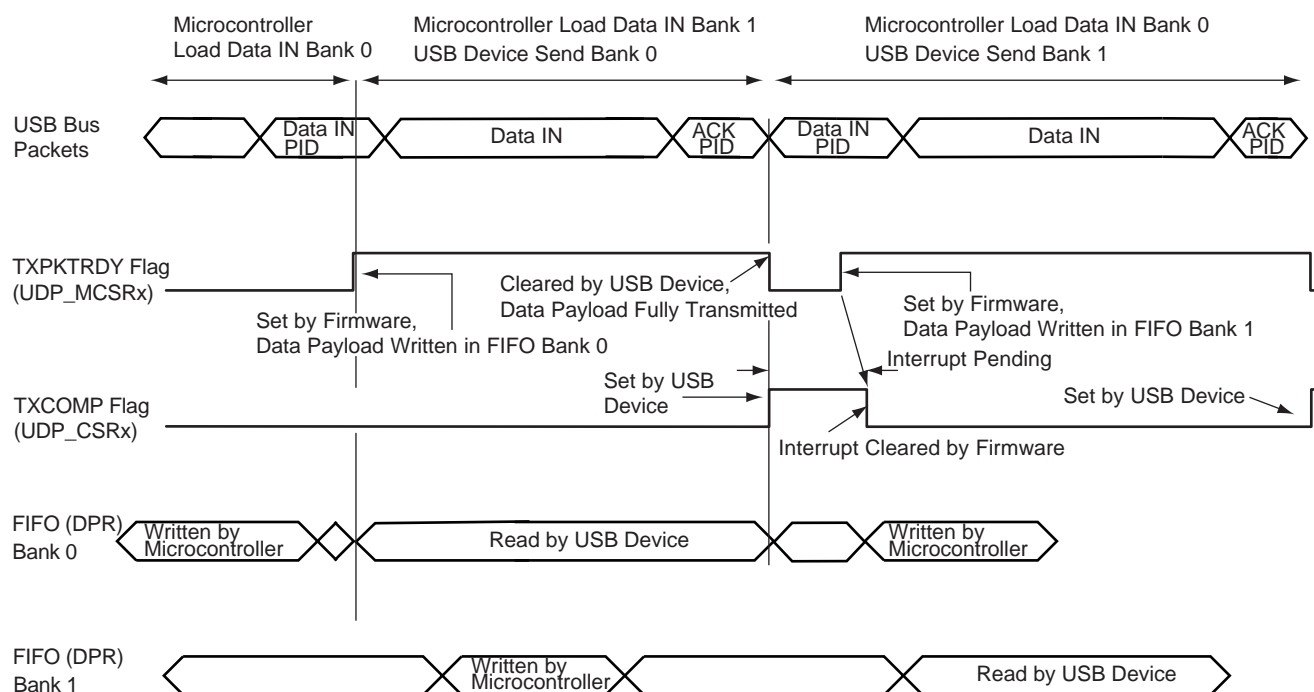 Microcontroller
Load Data IN Bank 0
Microcontroller Load Data IN Bank 1
USB Device Send Bank 0
Microcontroller Load Data IN Bank 0
USB Device Send Bank 1
USB Bus
Packets
Data IN
PID
Data IN
ACK
PID
Data IN
PID
Data IN
ACK
PID
TXPKTRDY Flag
(UDP_MCSRx)
Set by Firmware,
Data Payload Written in FIFO Bank 0
Cleared by USB Device,
Data Payload Fully Transmitted
Set by Firmware,
Data Payload Written in FIFO Bank 1
Interrupt Pending
TXCOMP Flag
(UDP_CSRx)
Set by USB
Device
Set by USB Device
Interrupt Cleared by Firmware
FIFO (DPR)
Bank 0
Written by
Microcontroller
Read by USB Device
Written by
Microcontroller
FIFO (DPR)
Bank 1
Written by
Microcontroller
Read by USB Device